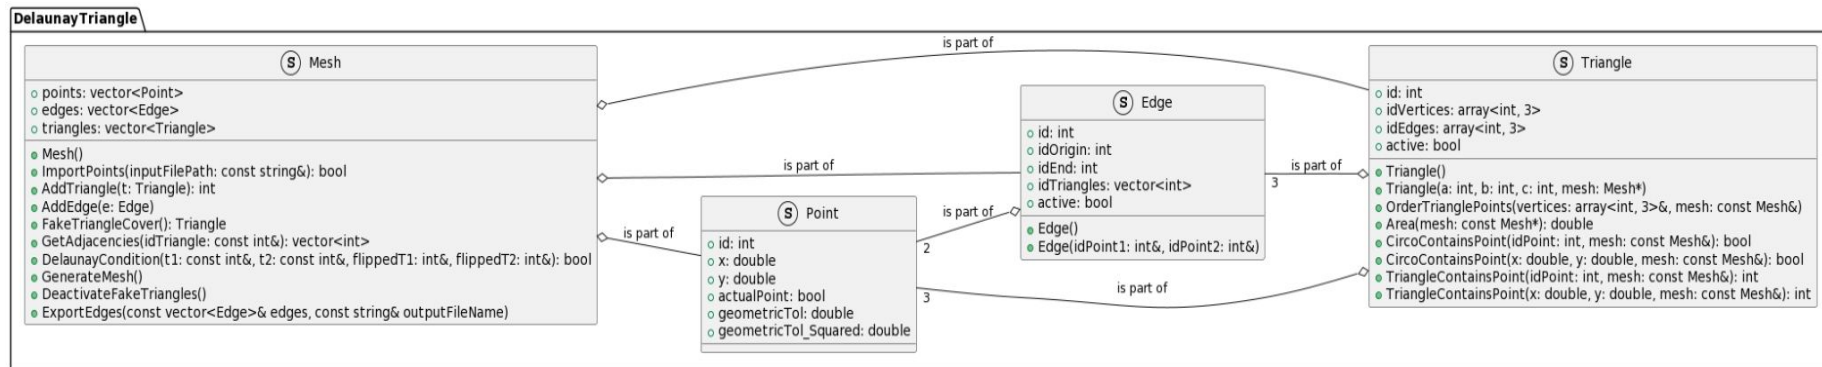 DelaunayTriangle
S Mesh
points: vector<Point>
edges: vector<Edge>
triangles: vector<Triangle>
Mesh()
ImportPoints(inputFilePath: const string&): bool
AddTriangle(t: Triangle): int
AddEdge(e: Edge)
FakeTriangleCover(): Triangle
GetAdjacencies(idTriangle: const int&): vector<int>
DelaunayCondition(t1: const int&, t2: const int&, flippedT1: int&, flippedT2: int&): bool
GenerateMesh()
DeactivateFakeTriangles()
ExportEdges(const vector<Edge>& edges, const string& outputFileName)
is part of
is part of
is part of
S Point
id: int
x: double
y: double
actualPoint: bool
geometricTol: double
geometricTol_Squared: double
is part of
2
3
is part of
S Edge
id: int
idOrigin: int
idEnd: int
idTriangles: vector<int>
active: bool
Edge()
Edge(idPoint1: int&, idPoint2: int&)
is part of
3
S Triangle
id: int
idVertices: array<int, 3>
idEdges: array<int, 3>
active: bool
Triangle()
Triangle(a: int, b: int, c: int, mesh: Mesh*)
OrderTrianglePoints(vertices: array<int, 3>&, mesh: const Mesh&)
Area(mesh: const Mesh*): double
CircoContainsPoint(idPoint: int, mesh: const Mesh&): bool
CircoContainsPoint(x: double, y: double, mesh: const Mesh&): bool
TriangleContainsPoint(idPoint: int, mesh: const Mesh&): int
TriangleContainsPoint(x: double, y: double, mesh: const Mesh&): int